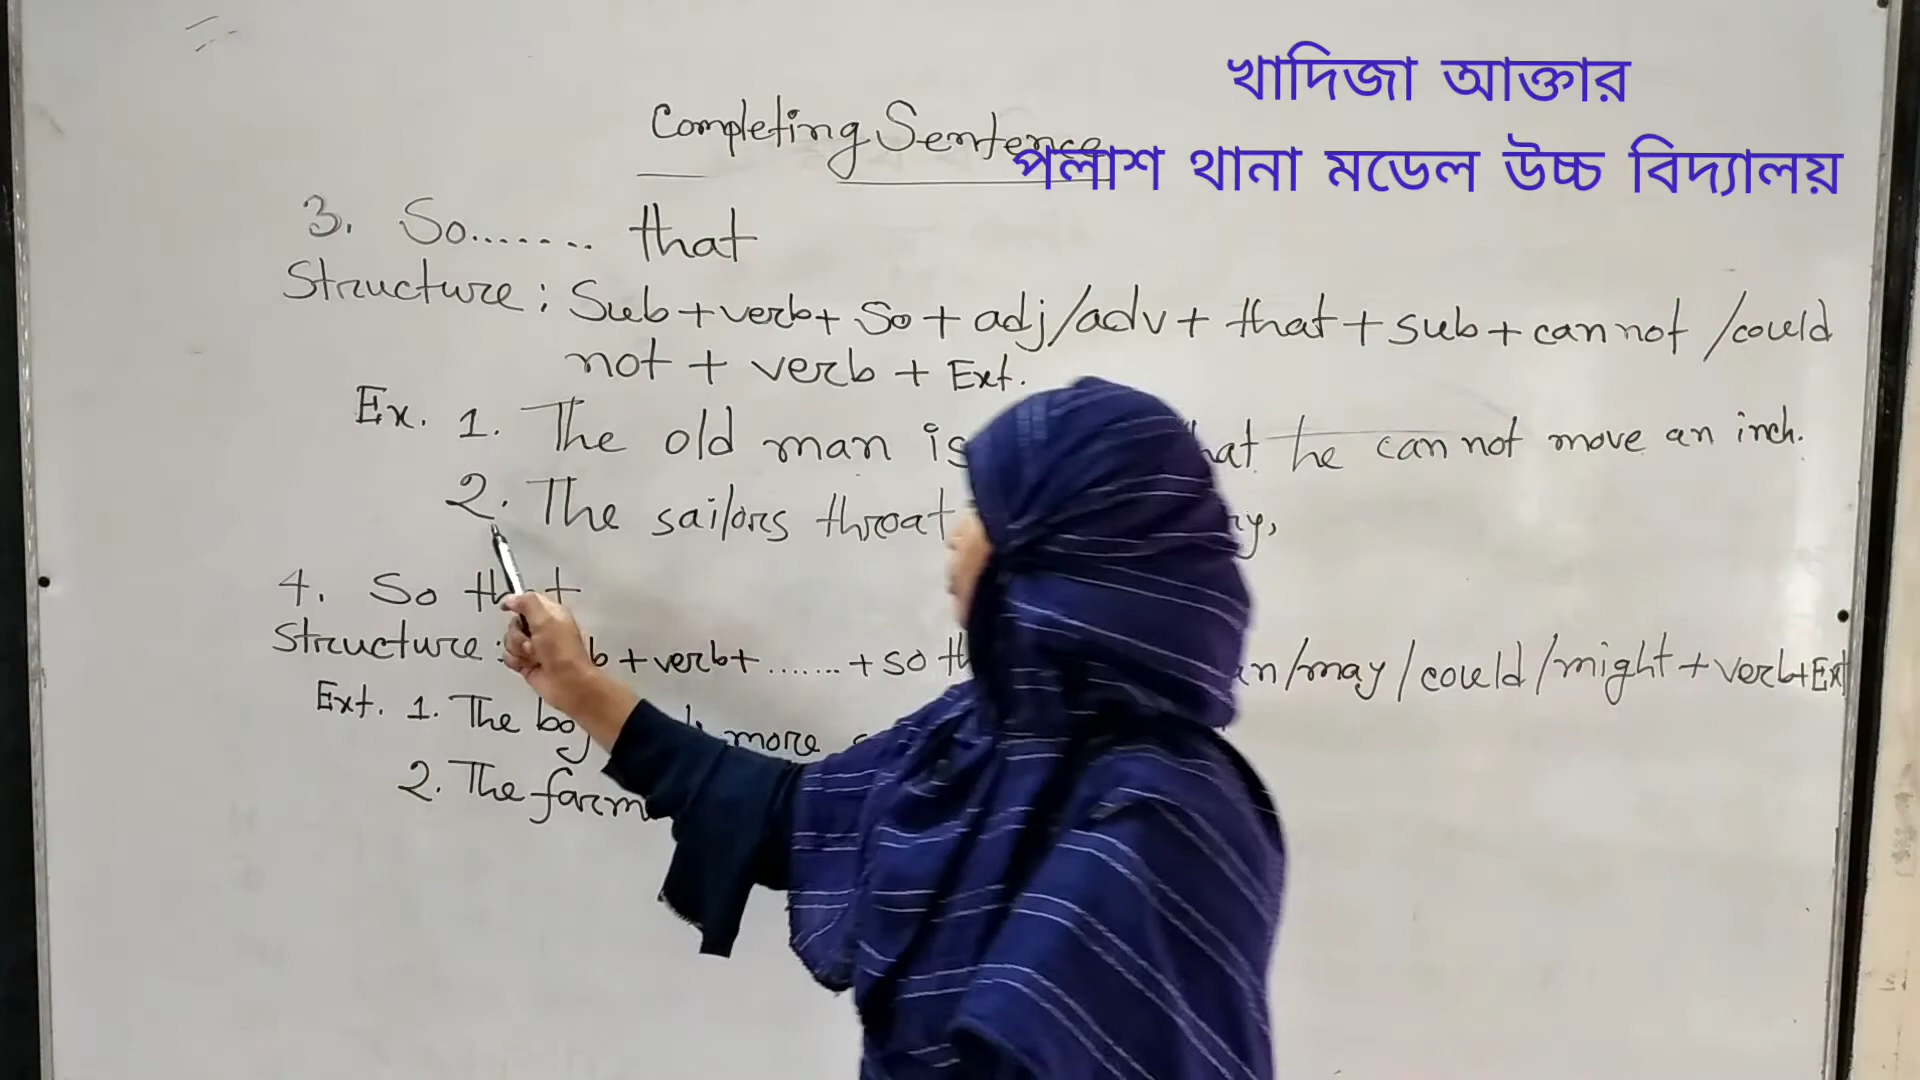 খাদিজা আক্তার
পলাশ থানা মডেল উচ্চ বিদ্যালয়
Completing Sentence
3. So....... that
Structure : Sub + verb + So + adj/adv + that + sub + can not / could
not + verb + Ext.
Ex. 1. The old man is he can not move an inch.
2. The sailors throat
4. So that
Structure : + verb + ....... + so /may/could/might + verb + Ext
Ext. 1. The more
2. The